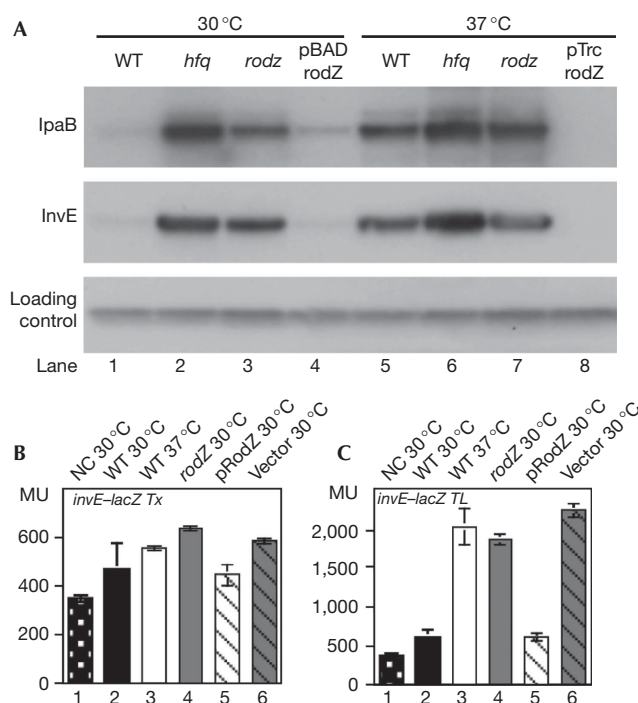 A
30 °C 37 °C
WT hfq rodz pBAD rodZ WT hfq rodz pTrc rodZ
IpaB
InvE
Loading control
Lane 1 2 3 4 5 6 7 8
B
NC 30 °C WT 30 °C WT 37 °C rodZ 30 °C pRodZ 30 °C Vector 30 °C
MU
invE–lacZ Tx
600
400
200
0
1 2 3 4 5 6
C
NC 30 °C WT 30 °C WT 37 °C rodZ 30 °C pRodZ 30 °C Vector 30 °C
MU
invE–lacZ TL
2,000
1,500
1,000
500
0
1 2 3 4 5 6